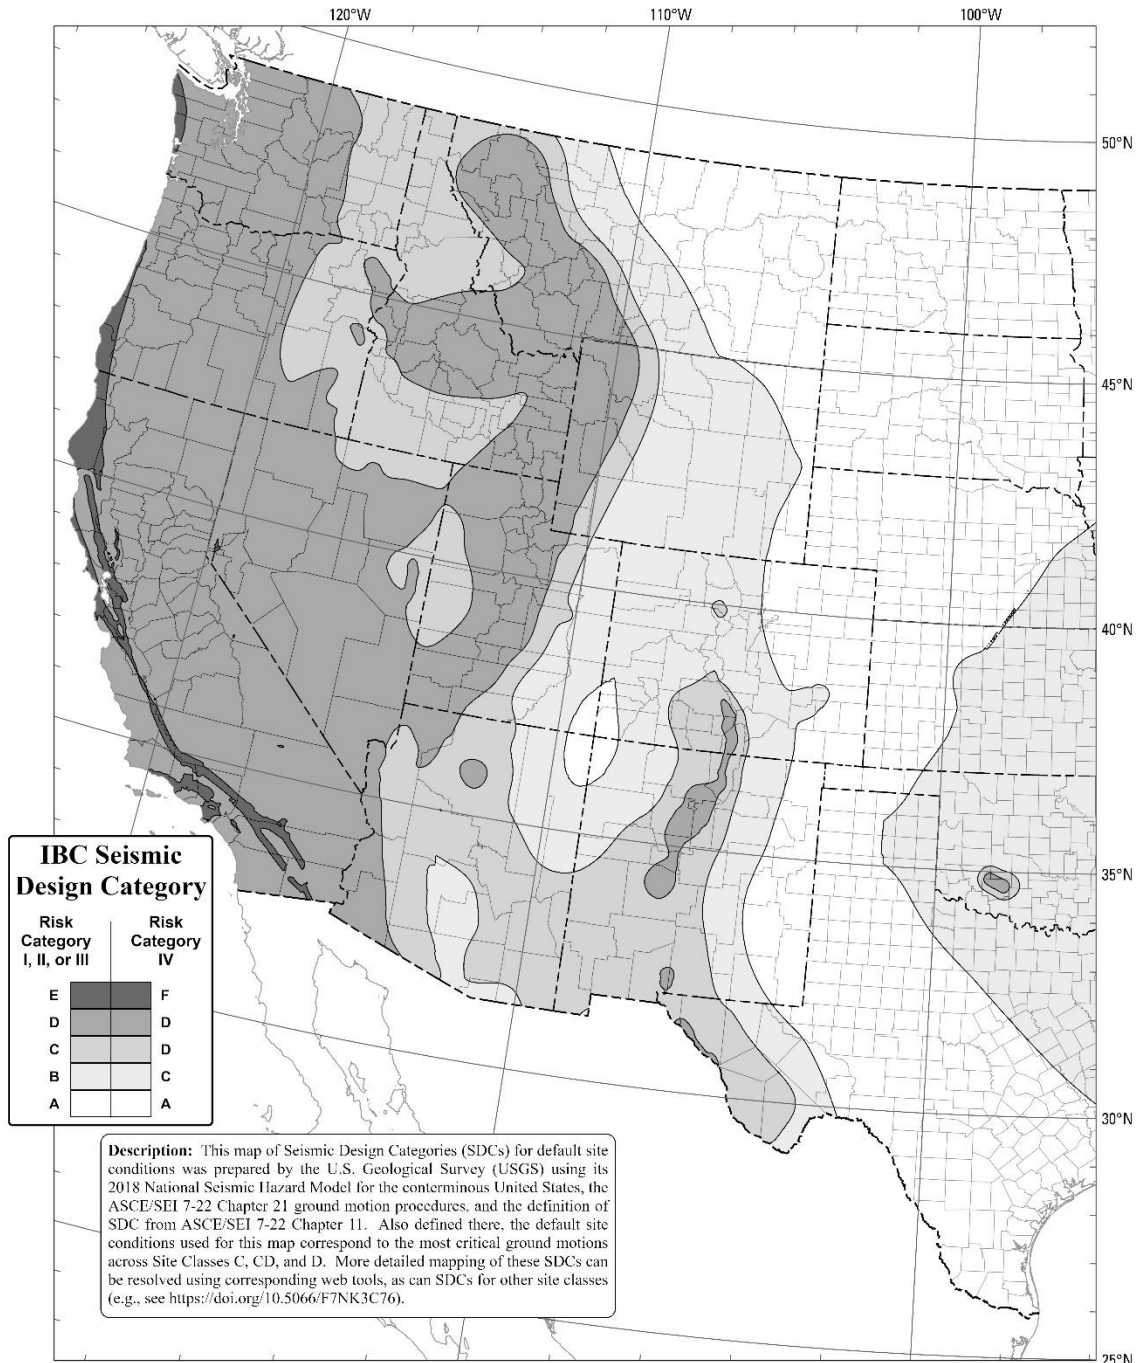 120°W 110°W 100°W
50°N
45°N
40°N
35°N
30°N
25°N
IBC Seismic
Design Category
Risk Risk
Category Category
I, II, or III IV
E F
D D
C D
B C
A A
Description: This map of Seismic Design Categories (SDCs) for default site
conditions was prepared by the U.S. Geological Survey (USGS) using its
2018 National Seismic Hazard Model for the conterminous United States, the
ASCE/SEI 7-22 Chapter 21 ground motion procedures, and the definition of
SDC from ASCE/SEI 7-22 Chapter 11. Also defined there, the default site
conditions used for this map correspond to the most critical ground motions
across Site Classes C, CD, and D. More detailed mapping of these SDCs can
be resolved using corresponding web tools, as can SDCs for other site classes
(e.g., see https://doi.org/10.5066/F7NK3C76).